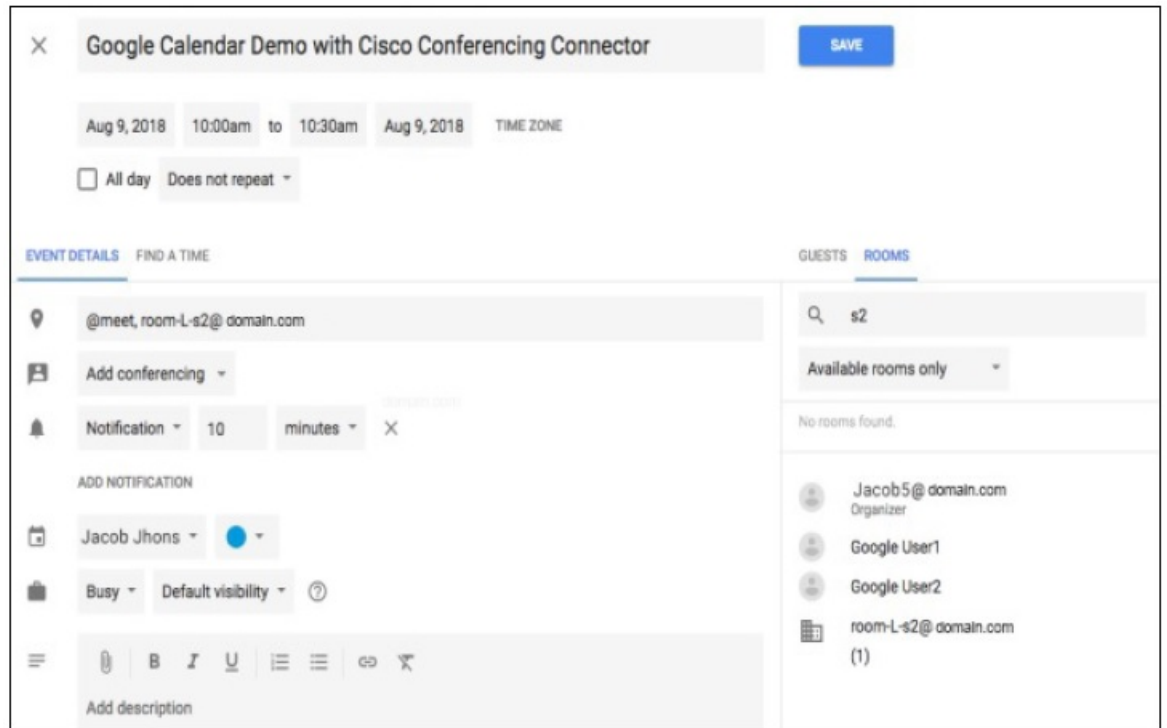 Google Calendar Demo with Cisco Conferencing Connector
SAVE
Aug 9, 2018 10:00am to 10:30am Aug 9, 2018 TIME ZONE
All day Does not repeat
EVENT DETAILS FIND A TIME
@meet, room-L-s2@ domain.com
Add conferencing
domain.com
Notification 10 minutes
ADD NOTIFICATION
Jacob Jhons
Busy Default visibility ?
B I U
Add description
GUESTS ROOMS
s2
Available rooms only
No rooms found.
Jacob5@ domain.com
Organizer
Google User1
Google User2
room-L-s2@ domain.com
(1)